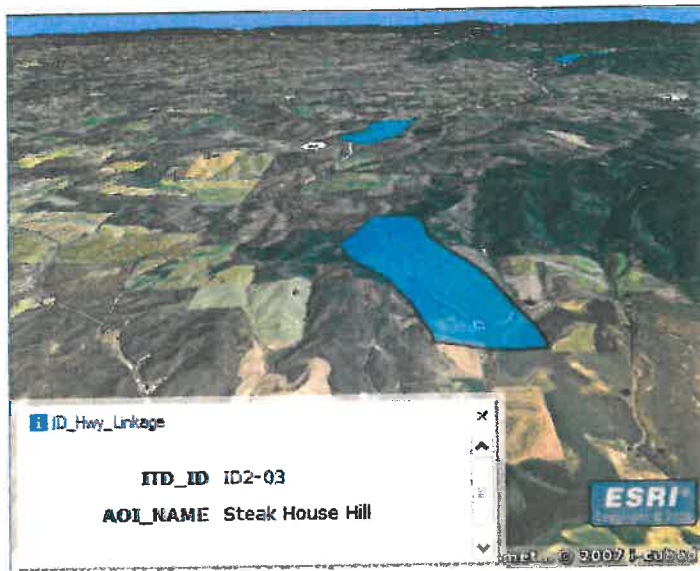 ID_Hwy_Linkage
ITD_ID ID2-03
AOI_NAME Steak House Hill
ESRI
© 2007 i-cubed